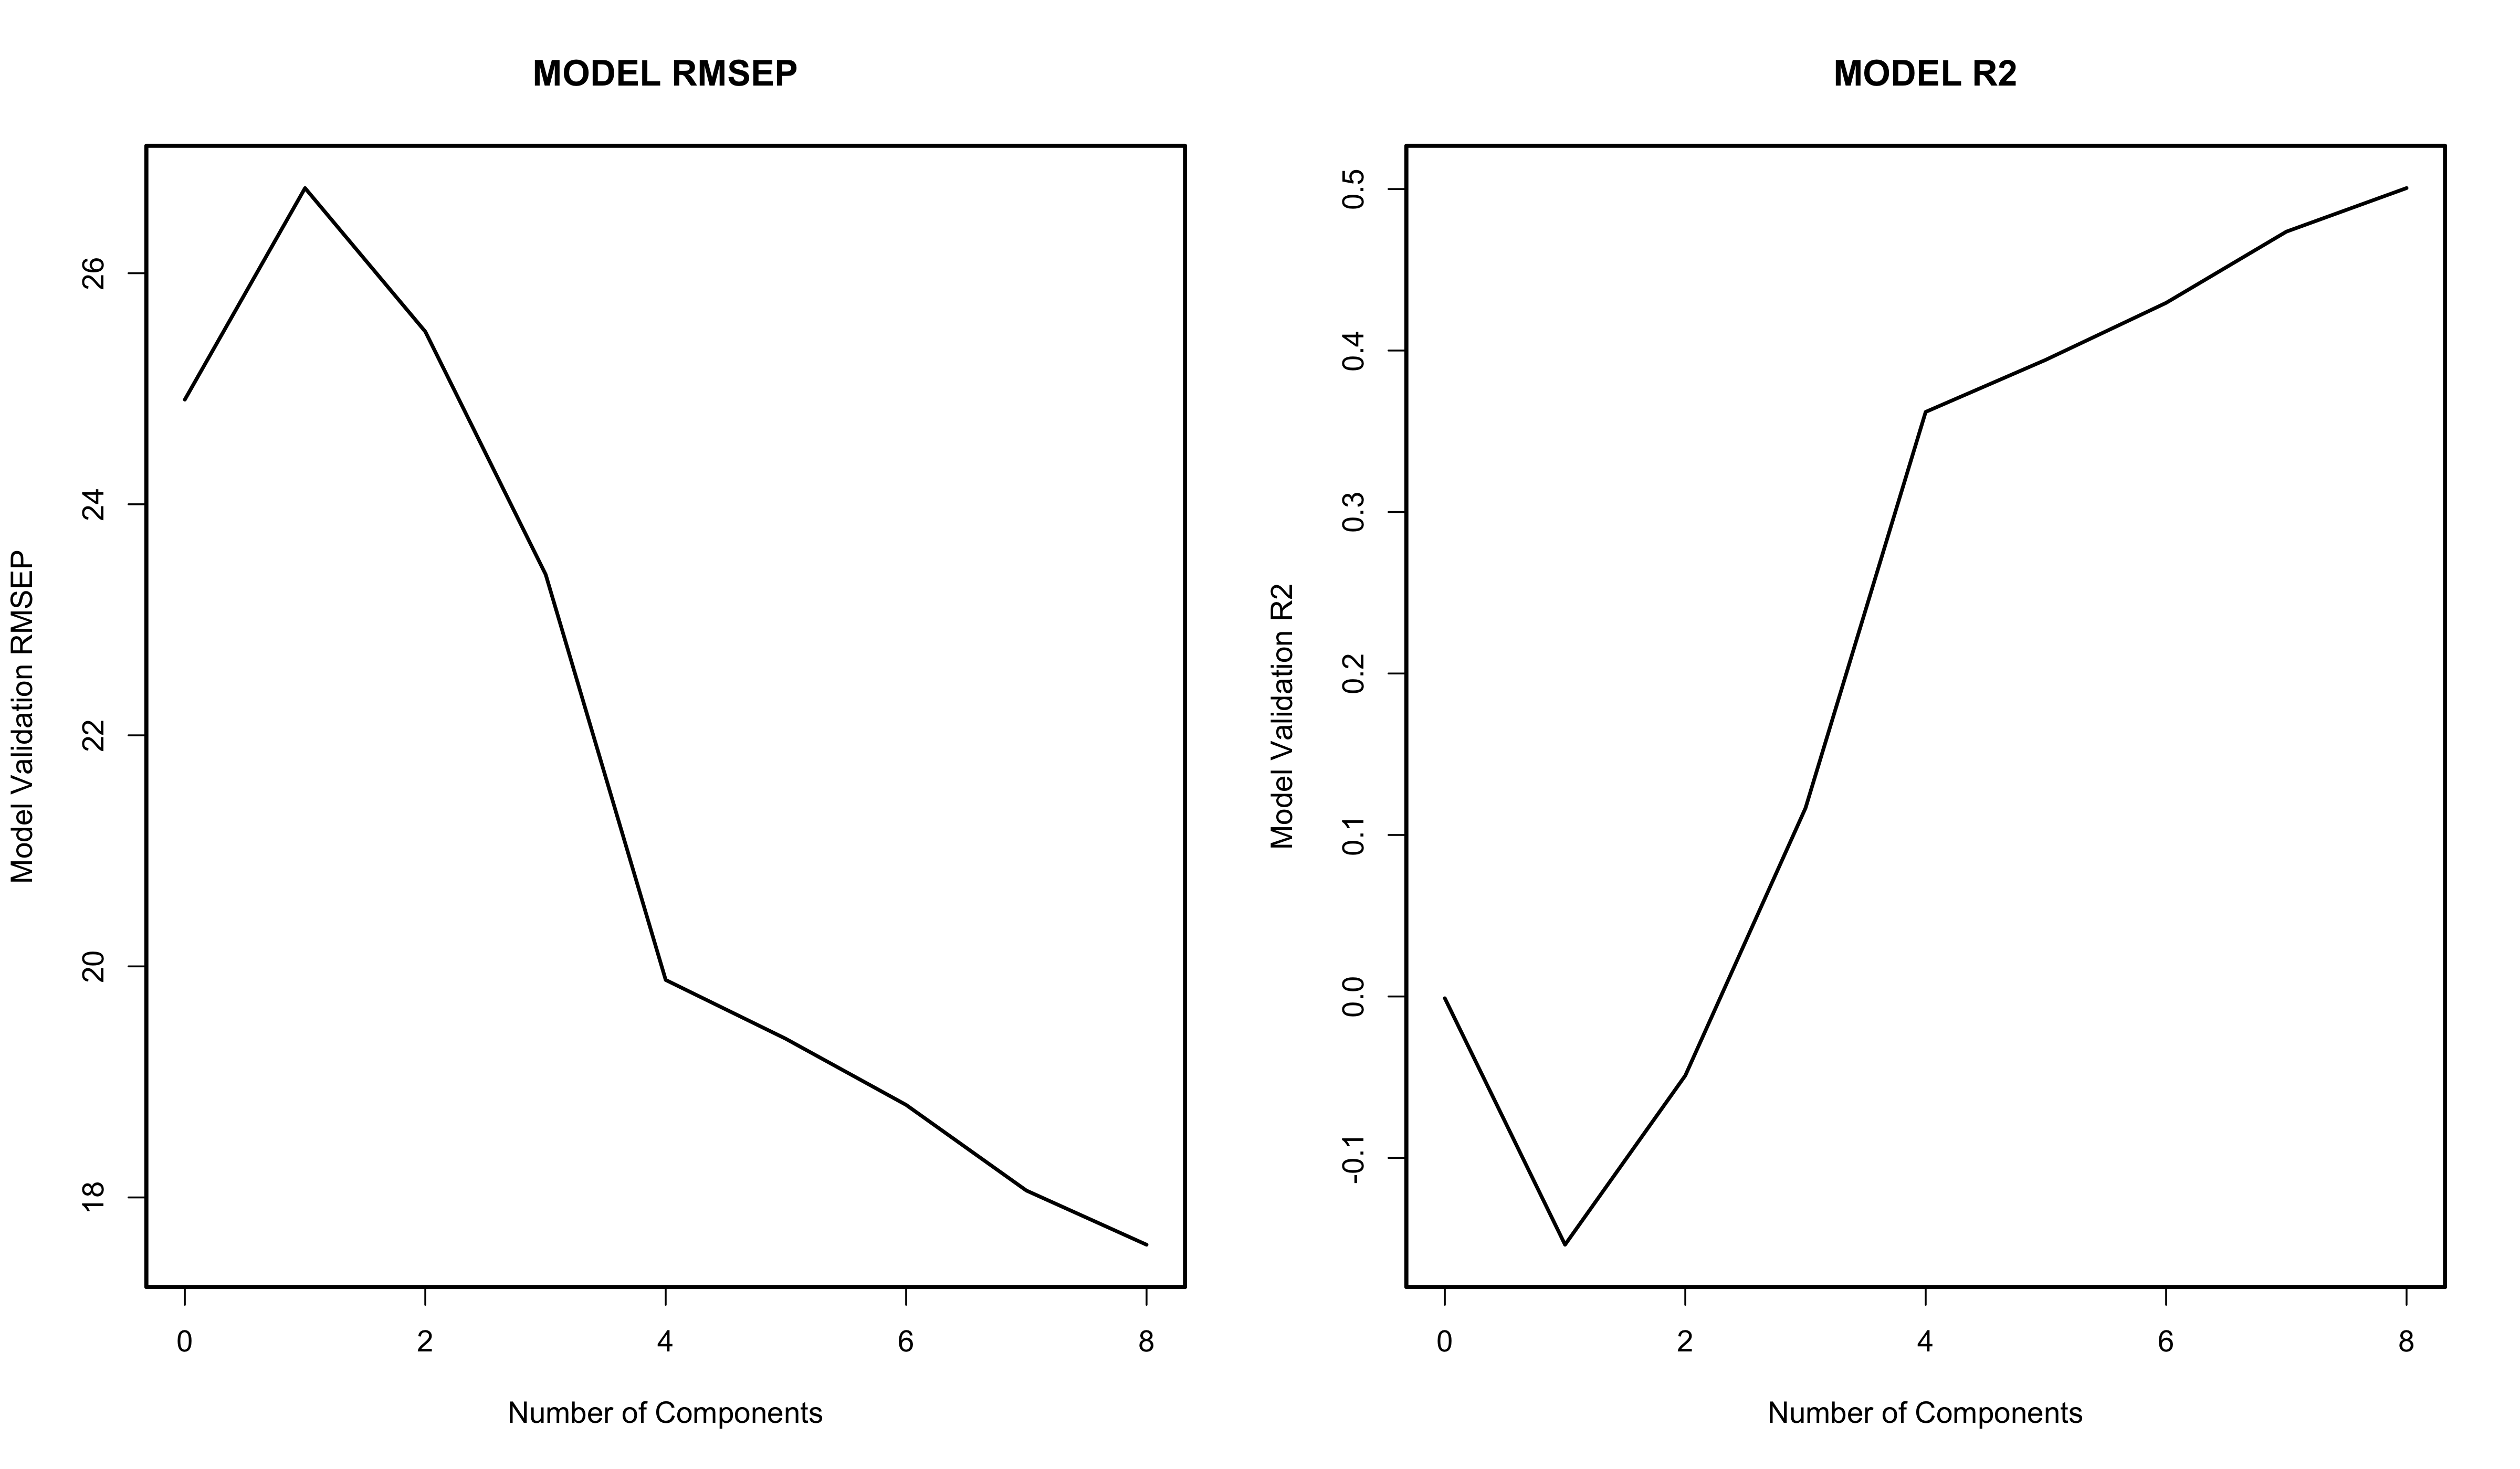 MODEL RMSEP
Model Validation RMSEP
26
24
22
20
18
0 2 4 6 8
Number of Components
MODEL R2
Model Validation R2
0.5
0.4
0.3
0.2
0.1
0.0
-0.1
0 2 4 6 8
Number of Components